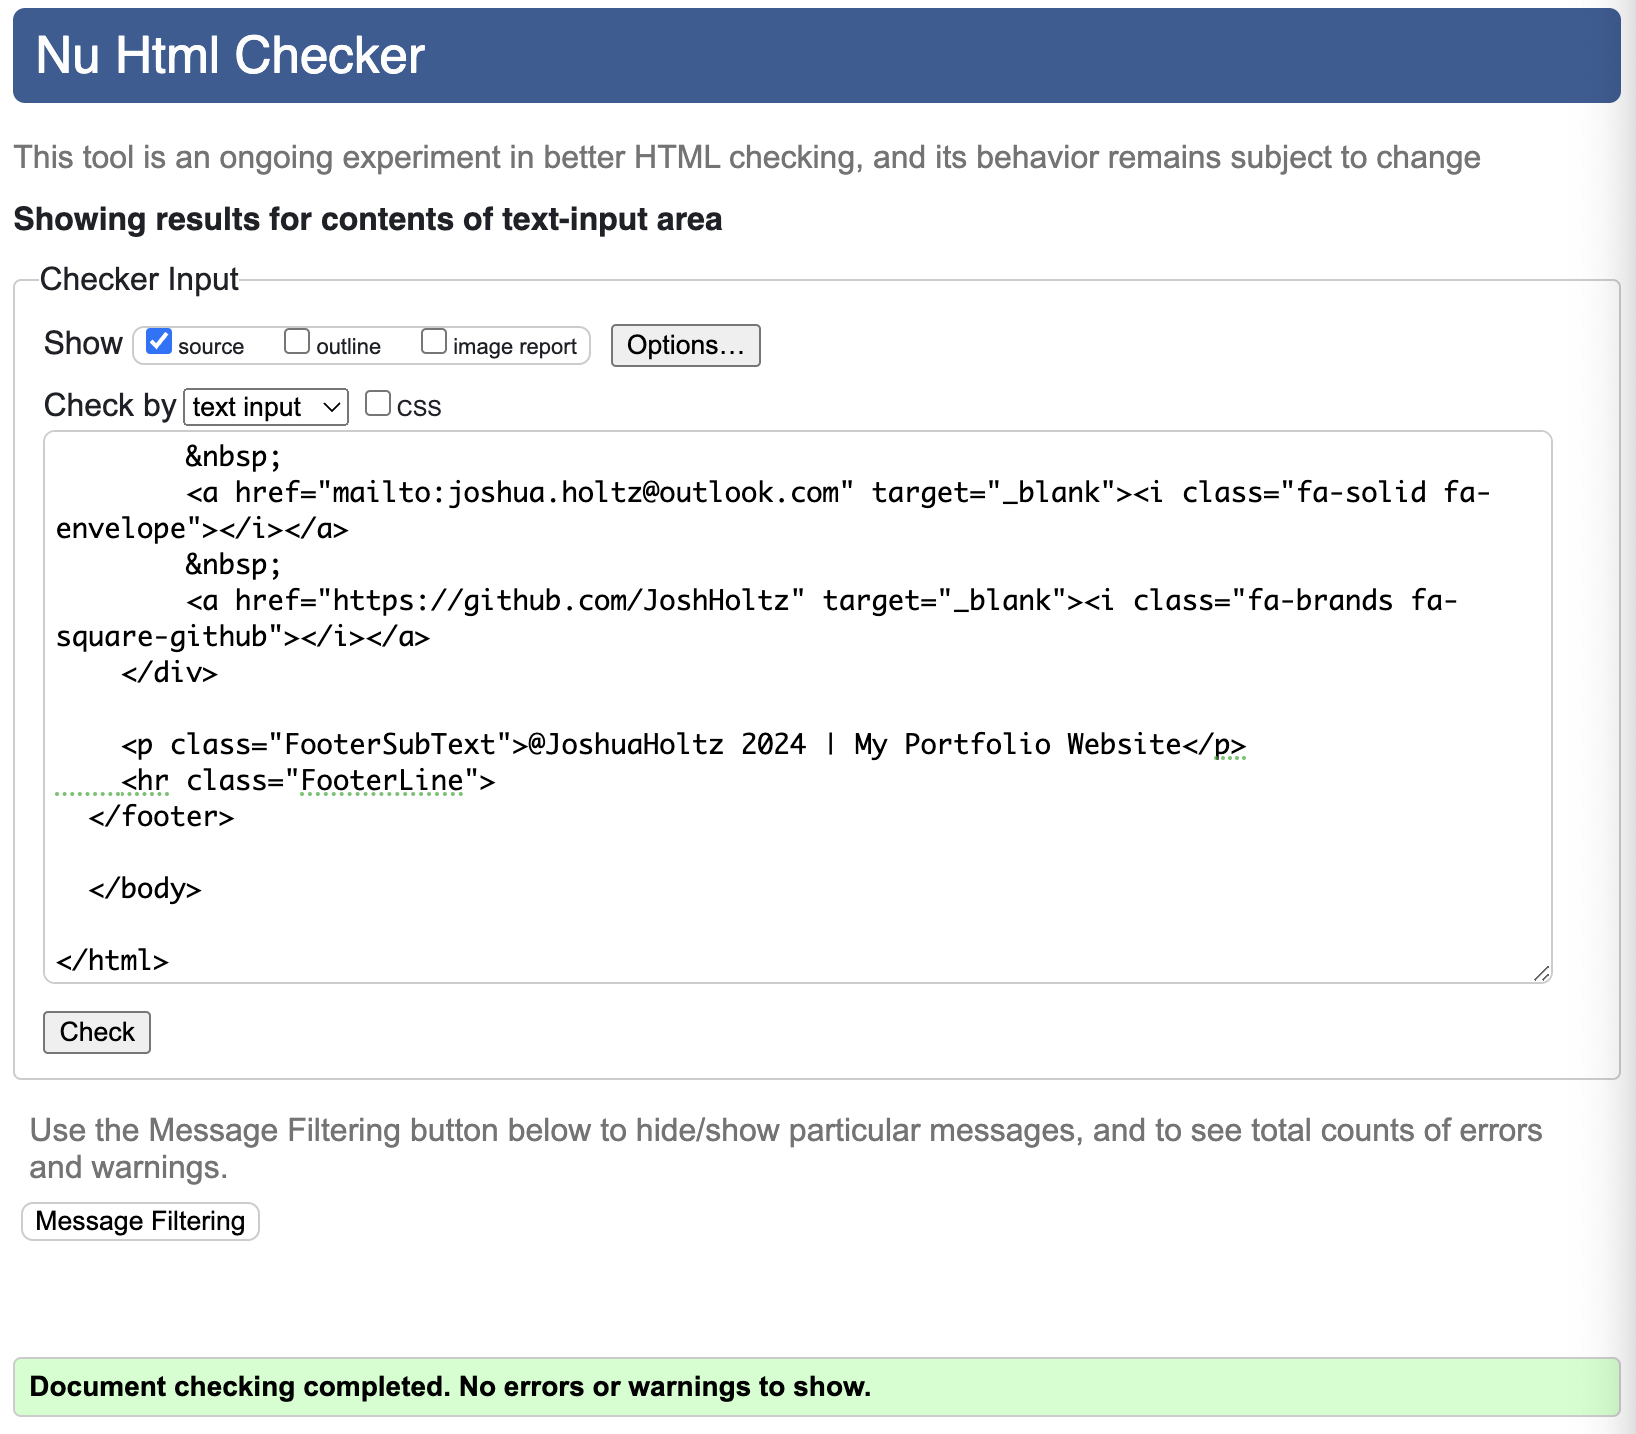 Nu Html Checker
This tool is an ongoing experiment in better HTML checking, and its behavior remains subject to change
Showing results for contents of text-input area
Checker Input
Show source outline image report Options...
Check by text input CSS
&nbsp;
<a href="mailto:joshua.holtz@outlook.com" target="_blank"><i class="fa-solid fa-
envelope"></i></a>
&nbsp;
<a href="https://github.com/JoshHoltz" target="_blank"><i class="fa-brands fa-
square-github"></i></a>
</div>
<p class="FooterSubText">@JoshuaHoltz 2024 | My Portfolio Website</p>
<hr class="FooterLine">
</footer>
</body>
</html>
Check
Use the Message Filtering button below to hide/show particular messages, and to see total counts of errors
and warnings.
Message Filtering
Document checking completed. No errors or warnings to show.